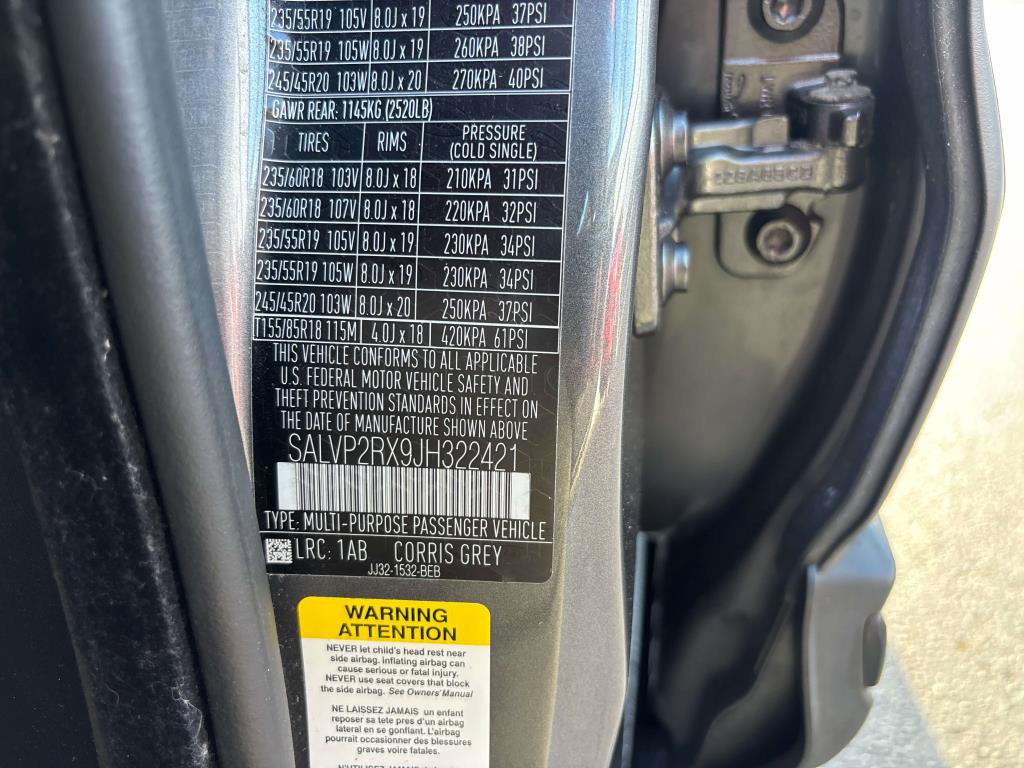 235/55R19 105V 8.0J x 19 250KPA 37PSI
235/55R19 105W 8.0J x 19 260KPA 38PSI
245/45R20 103W 8.0J x 20 270KPA 40PSI
GAWR REAR: 1145KG (2520LB)
TIRES RIMS PRESSURE
(COLD SINGLE)
235/60R18 103V 8.0J x 18 210KPA 31PSI
235/60R18 107V 8.0J x 18 220KPA 32PSI
235/55R19 105V 8.0J x 19 230KPA 34PSI
235/55R19 105W 8.0J x 19 230KPA 34PSI
245/45R20 103W 8.0J x 20 250KPA 37PSI
T155/85R18 115M 4.0J x 18 420KPA 61PSI
THIS VEHICLE CONFORMS TO ALL APPLICABLE
U.S. FEDERAL MOTOR VEHICLE SAFETY AND
THEFT PREVENTION STANDARDS IN EFFECT ON
THE DATE OF MANUFACTURE SHOWN ABOVE
SALVP2RX9JH322421
TYPE: MULTI-PURPOSE PASSENGER VEHICLE
LRC: 1AB CORRIS GREY
JJ32-1532-BEB
WARNING
ATTENTION
NEVER let child's head rest near
side airbag. inflating airbag can
cause serious or fatal injury.
NEVER use seat covers that block
the side airbag. See Owners' Manual
NE LAISSEZ JAMAIS un enfant
reposer sa tete pres d'un airbag
lateral en se gonflant. L'airbag
pourrait occasionner des blessures
graves voire fatales.
N'UTILISEZ JAMAIS de